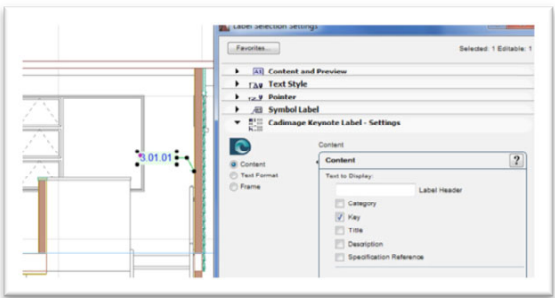 Label Selection Settings
Favorites...
Selected: 1 Editable: 1
Content and Preview
Text Style
Pointer
Symbol Label
Cadimage Keynote Label - Settings
3.01.01
Content
Text Format
Frame
Content
Content
?
Text to Display:
Label Header
Category
Key
Title
Description
Specification Reference